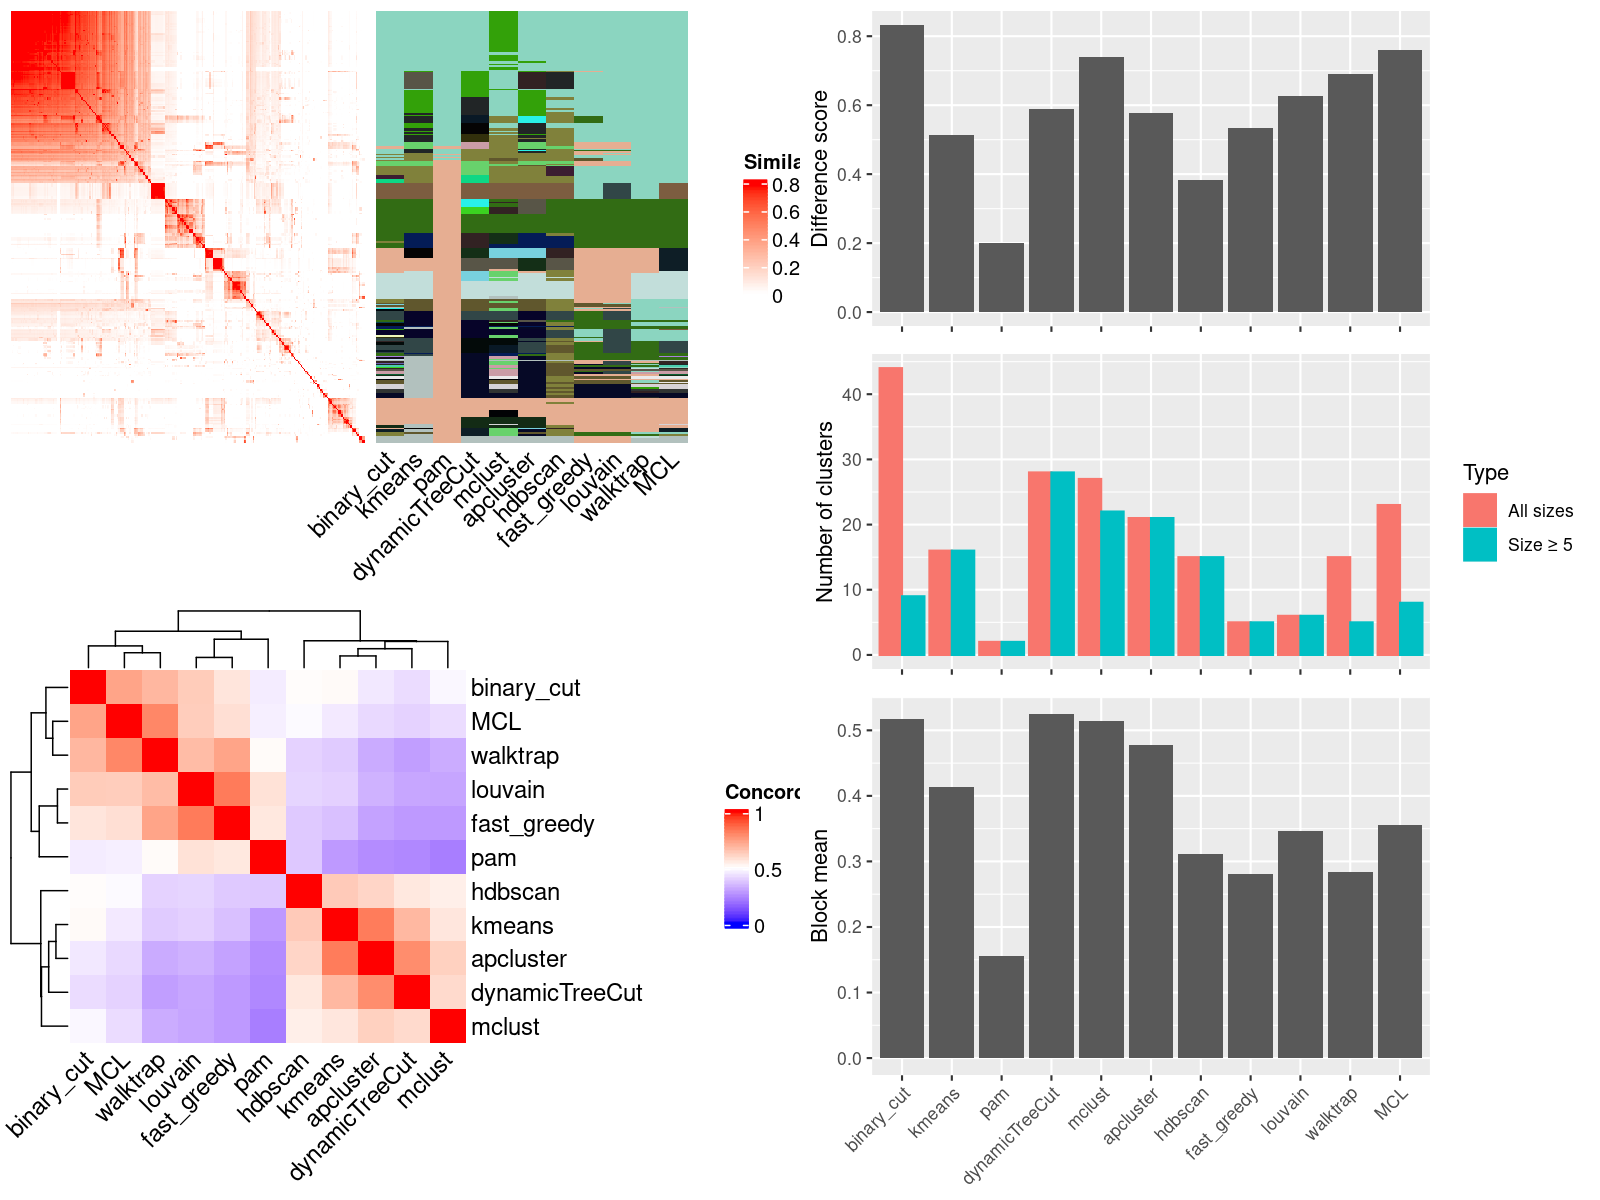 Simila
0.8
0.6
0.4
0.2
0
binary_cut
kmeans
pam
dynamicTreeCut
mclust
apcluster
hdbscan
fast_greedy
louvain
walktrap
MCL
Difference score
0.8
0.6
0.4
0.2
0.0
Number of clusters
40
30
20
10
0
Type
All sizes
Size ≥ 5
binary_cut
MCL
walktrap
louvain
fast_greedy
pam
hdbscan
kmeans
apcluster
dynamicTreeCut
mclust
binary_cut
MCL
walktrap
louvain
fast_greedy
pam
hdbscan
kmeans
apcluster
dynamicTreeCut
mclust
Concord
1
0.5
0
Block mean
0.5
0.4
0.3
0.2
0.1
0.0
binary_cut
kmeans
pam
dynamicTreeCut
mclust
apcluster
hdbscan
fast_greedy
louvain
walktrap
MCL